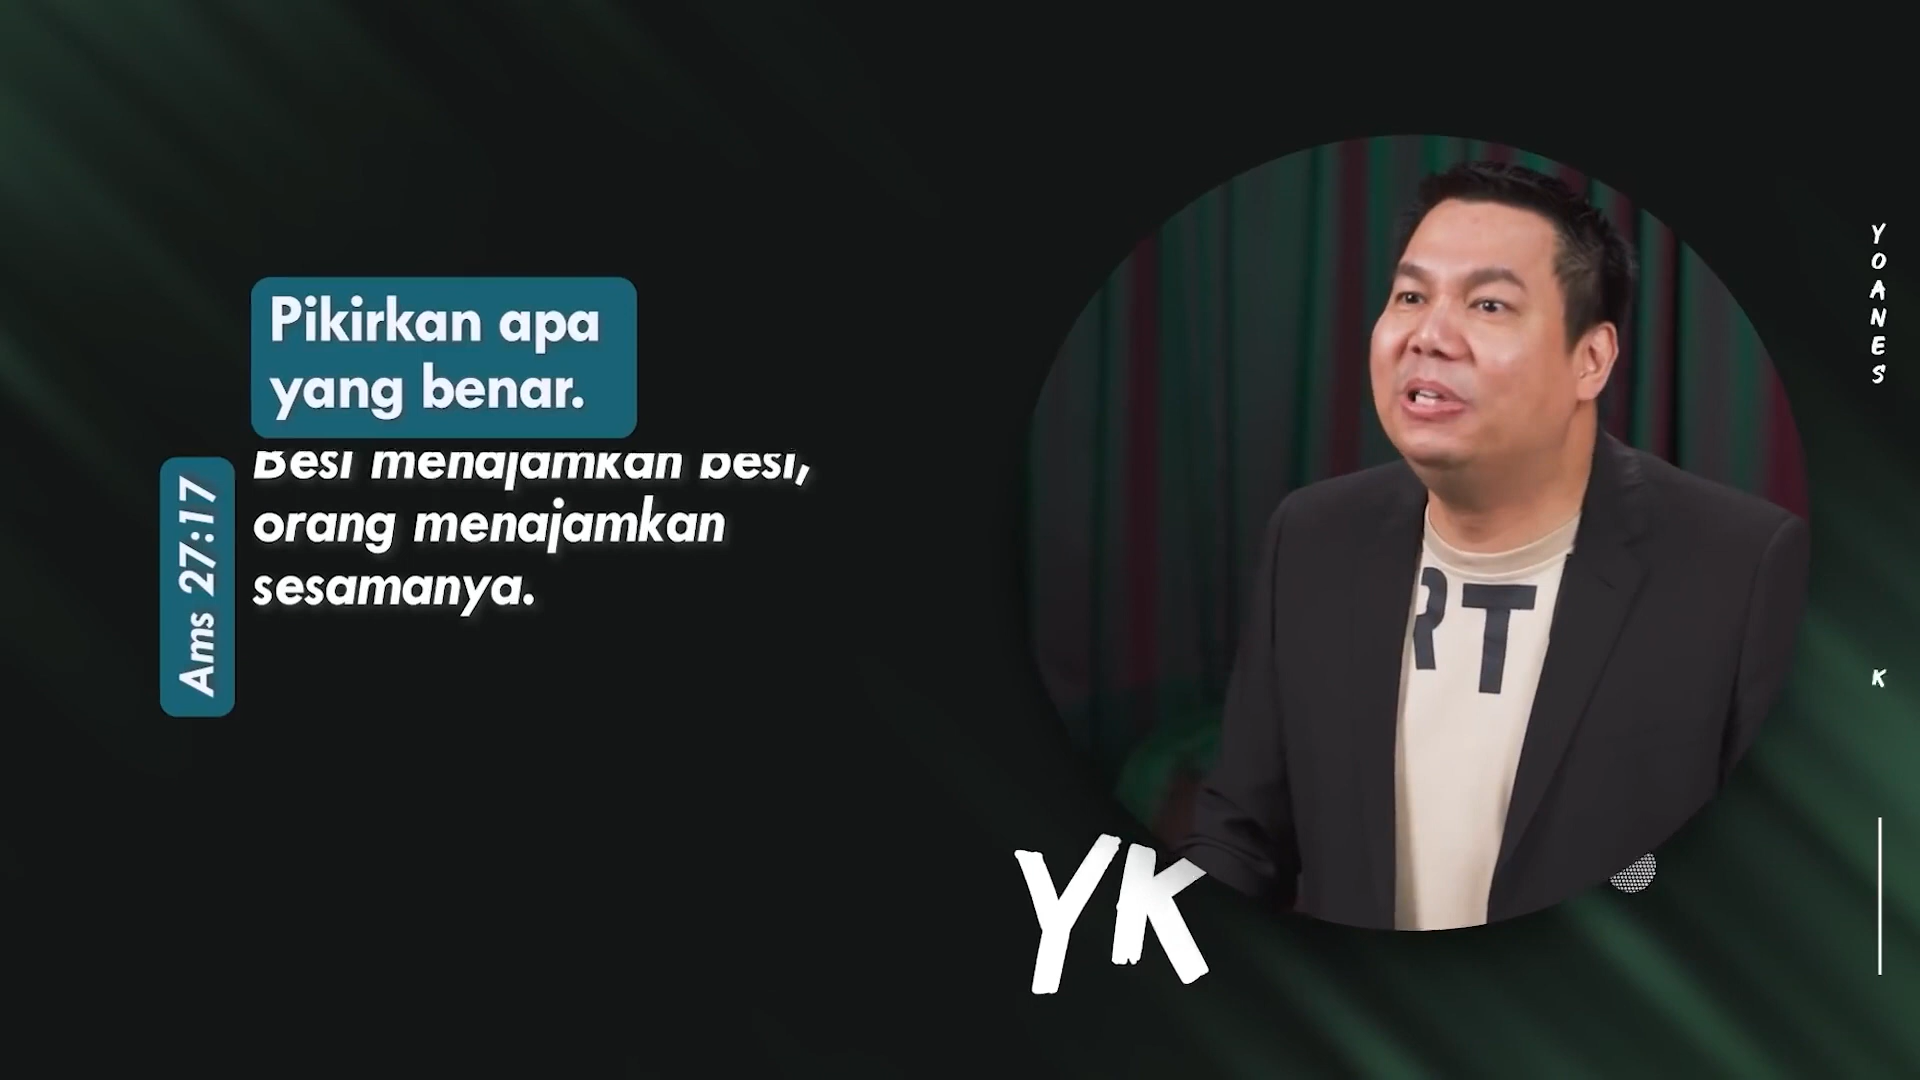 Pikirkan apa
yang benar.
Ams 27:17
Besi menajamkan besi,
orang menajamkan
sesamanya.
RT
YK
YOANES
K